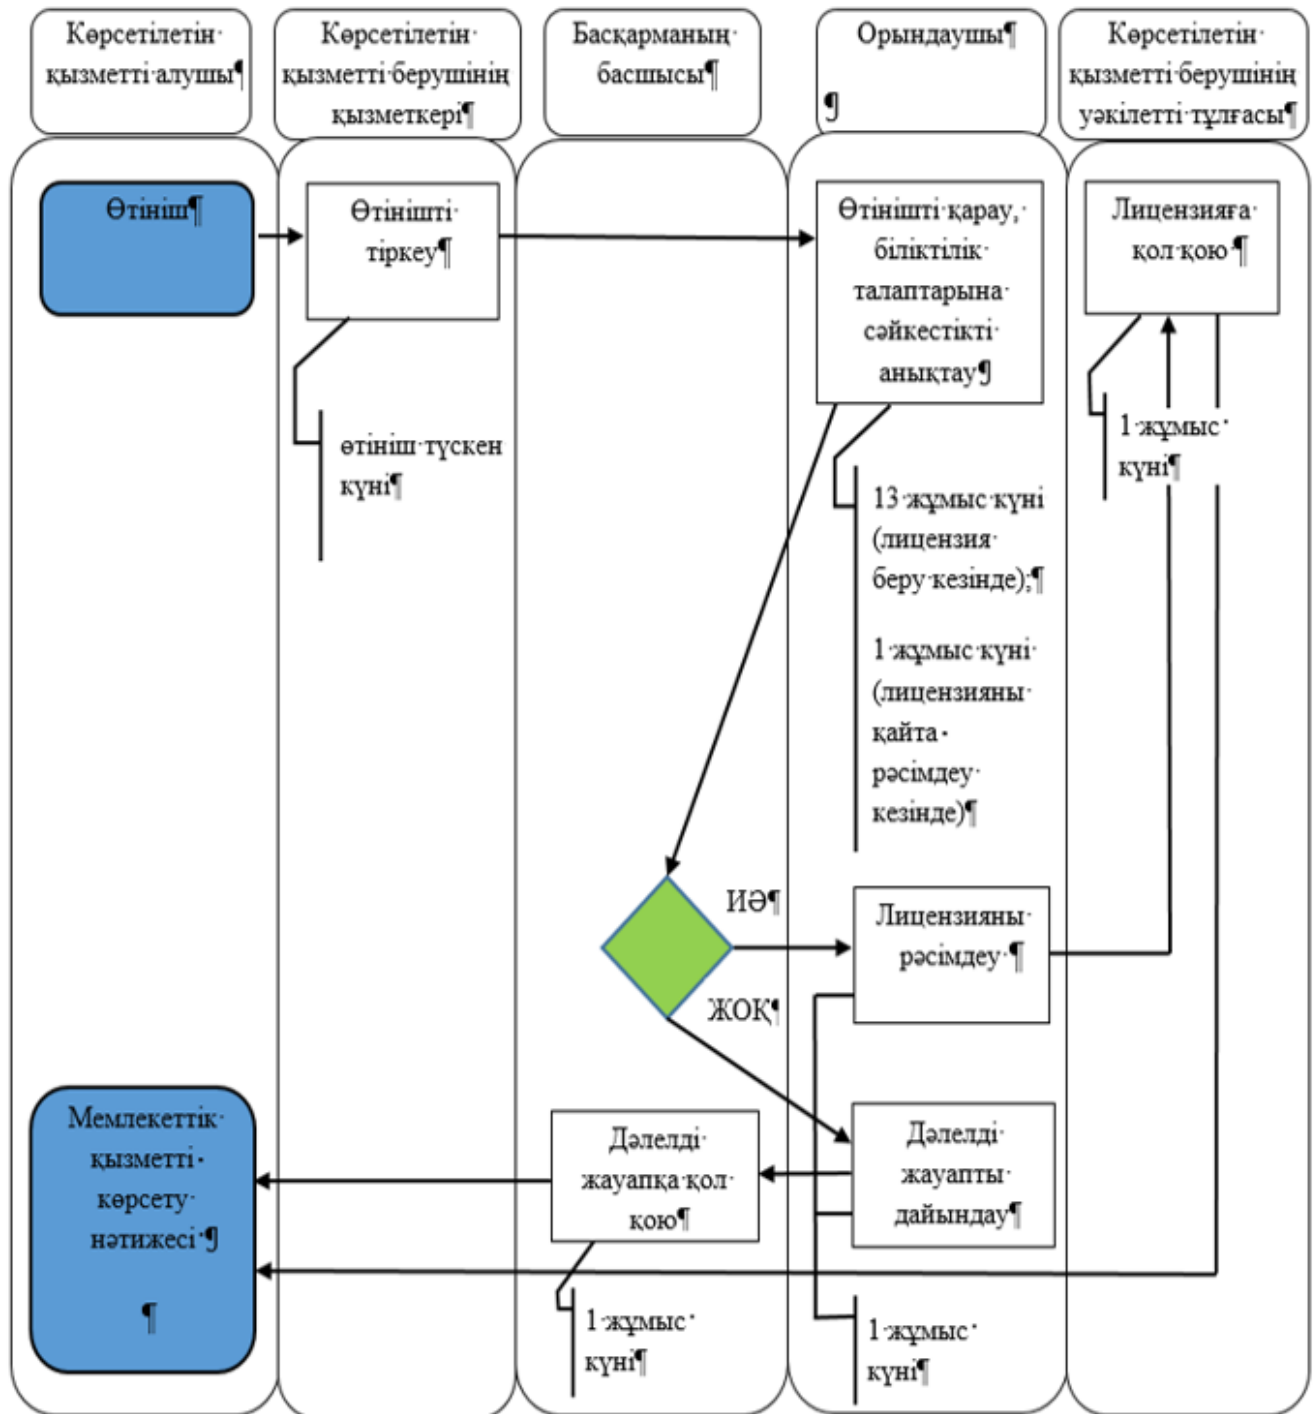 Көрсетілетін·
қызметті·алушы¶
Көрсетілетін·
қызметті·берушінің
қызметкері¶
Басқарманың·
басшысы¶
Орындаушы¶
¶
Көрсетілетін
қызметті·берушінің
уәкілетті·тұлғасы¶
Өтініш¶
Өтінішті·
тіркеу¶
Өтінішті·қарау,
біліктілік
талаптарына·
сәйкестікті
анықтау¶
Лицензияға·
қол·қою·¶
өтініш·түскен
күні¶
13·жұмыс·күні
(лицензия·
беру·кезінде);¶
1·жұмыс·күні·
(лицензияны·
қайта·
рәсімдеу·
кезінде)¶
1·жұмыс·
күні¶
ИӘ¶
ЖОҚ¶
Лицензияны·
рәсімдеу·¶
Мемлекеттік·
қызметті·
көрсету·
нәтижесі·¶
¶
Дәлелді·
жауапқа·қол·
қою¶
Дәлелді·
жауапты·
дайындау¶
1·жұмыс·
күні¶
1·жұмыс·
күні¶